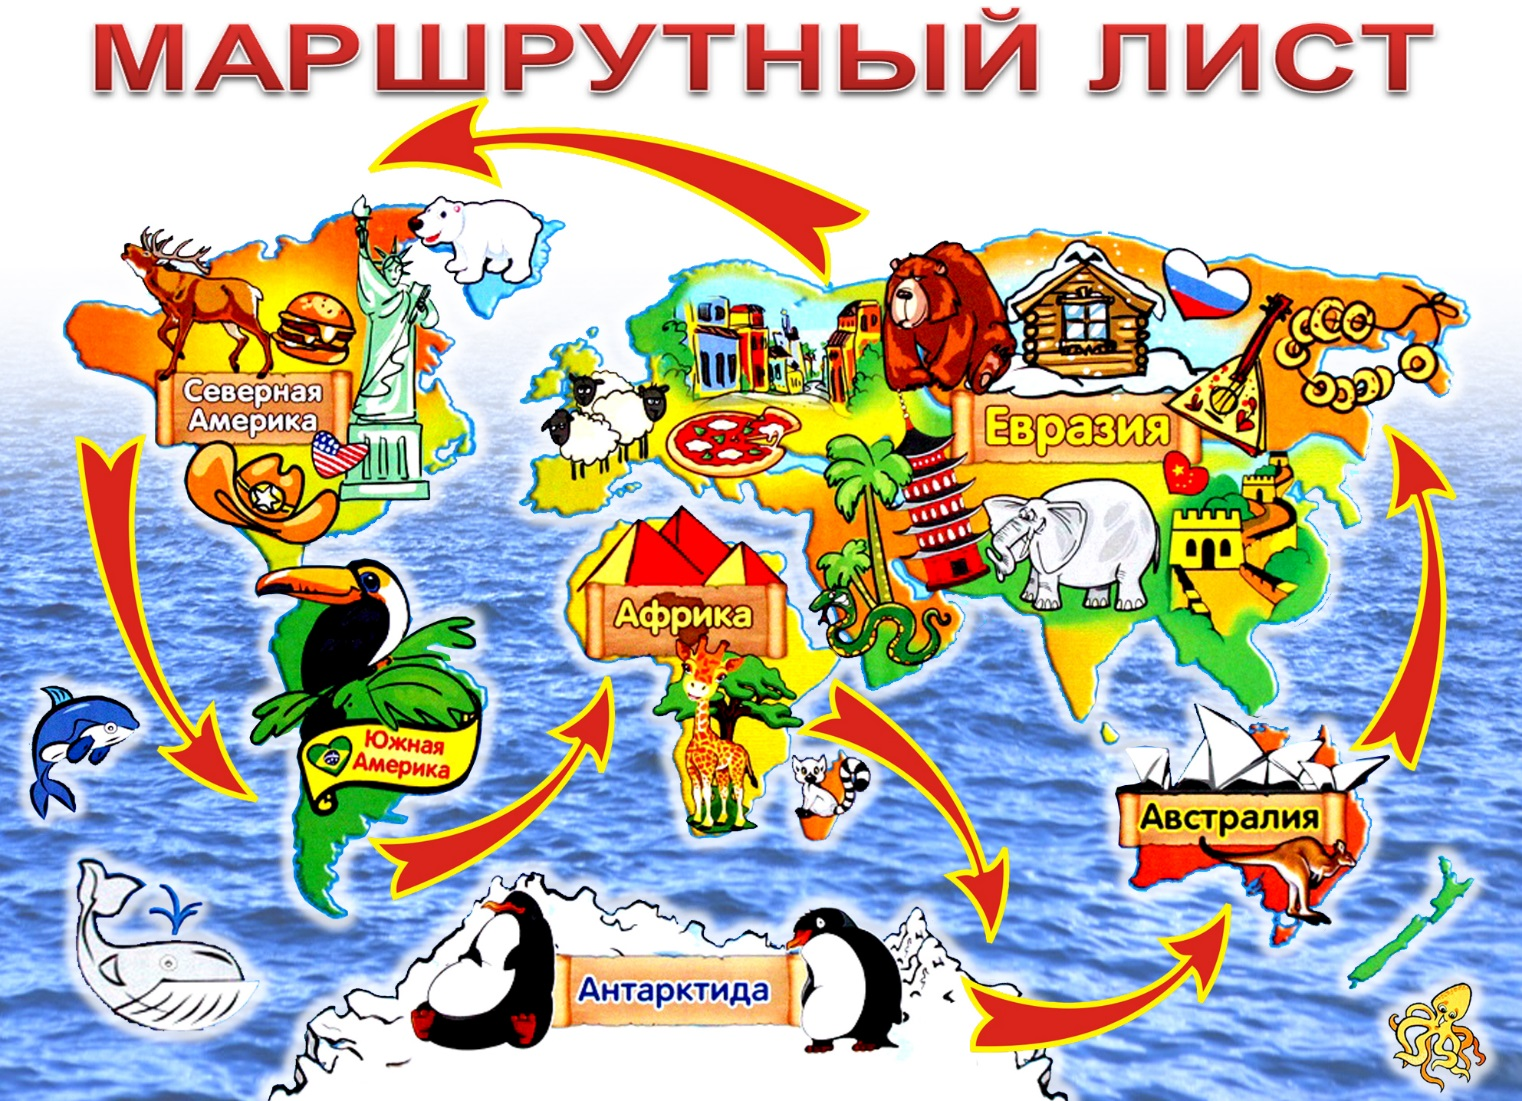 МАРШРУТНЫЙ ЛИСТ
Северная
Америка
Евразия
Африка
Южная
Америка
Австралия
Антарктида